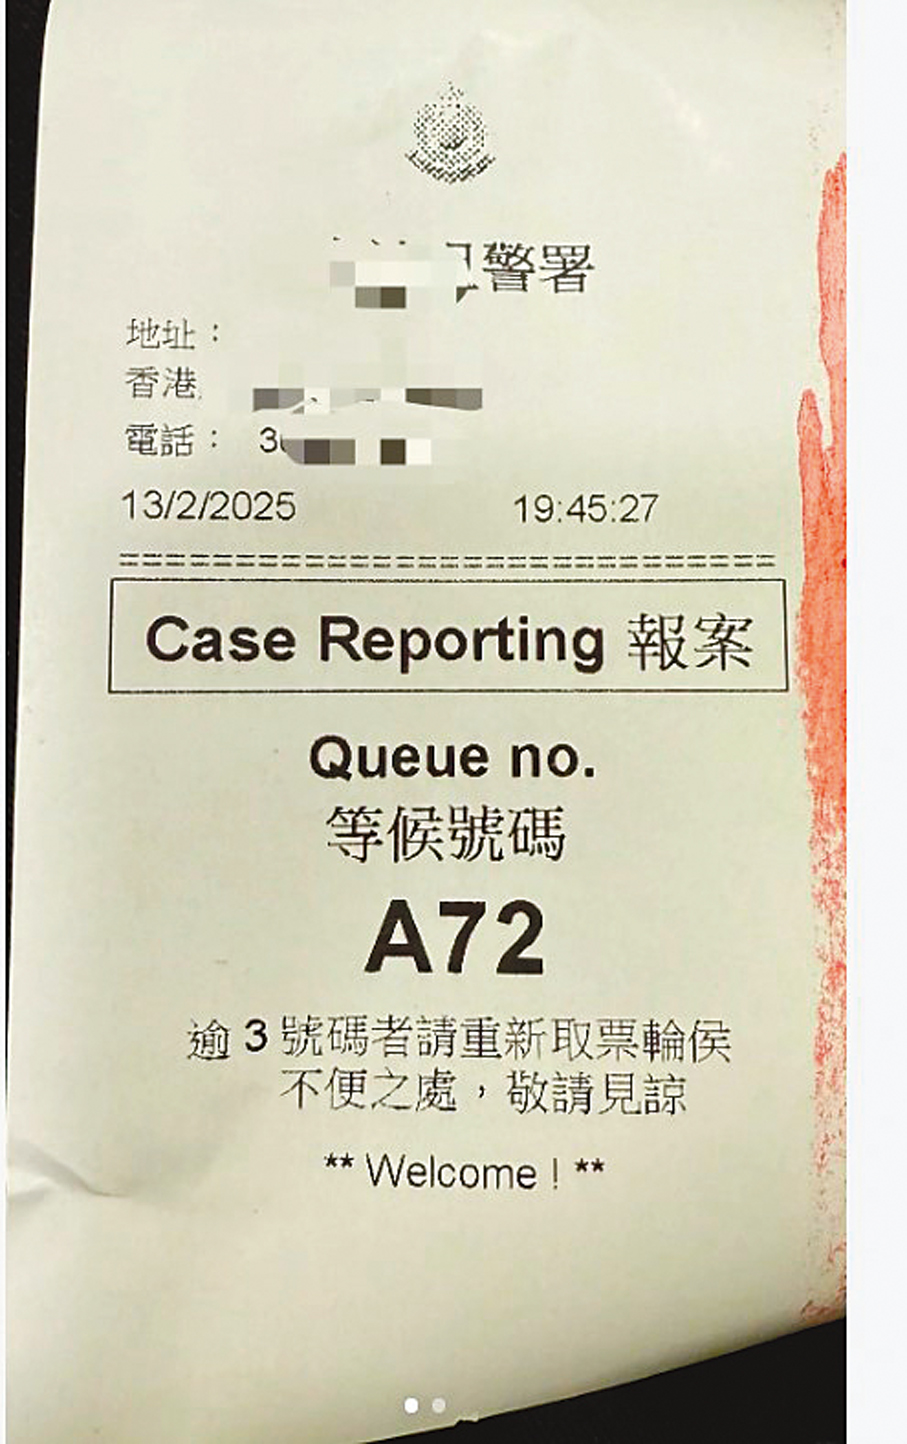 警署
地址：
香港
電話： 3
13/2/2025 19:45:27
Case Reporting 報案
Queue no.
等候號碼
A72
逾 3 號碼者請重新取票輪侯
不便之處，敬請見諒
** Welcome ! **